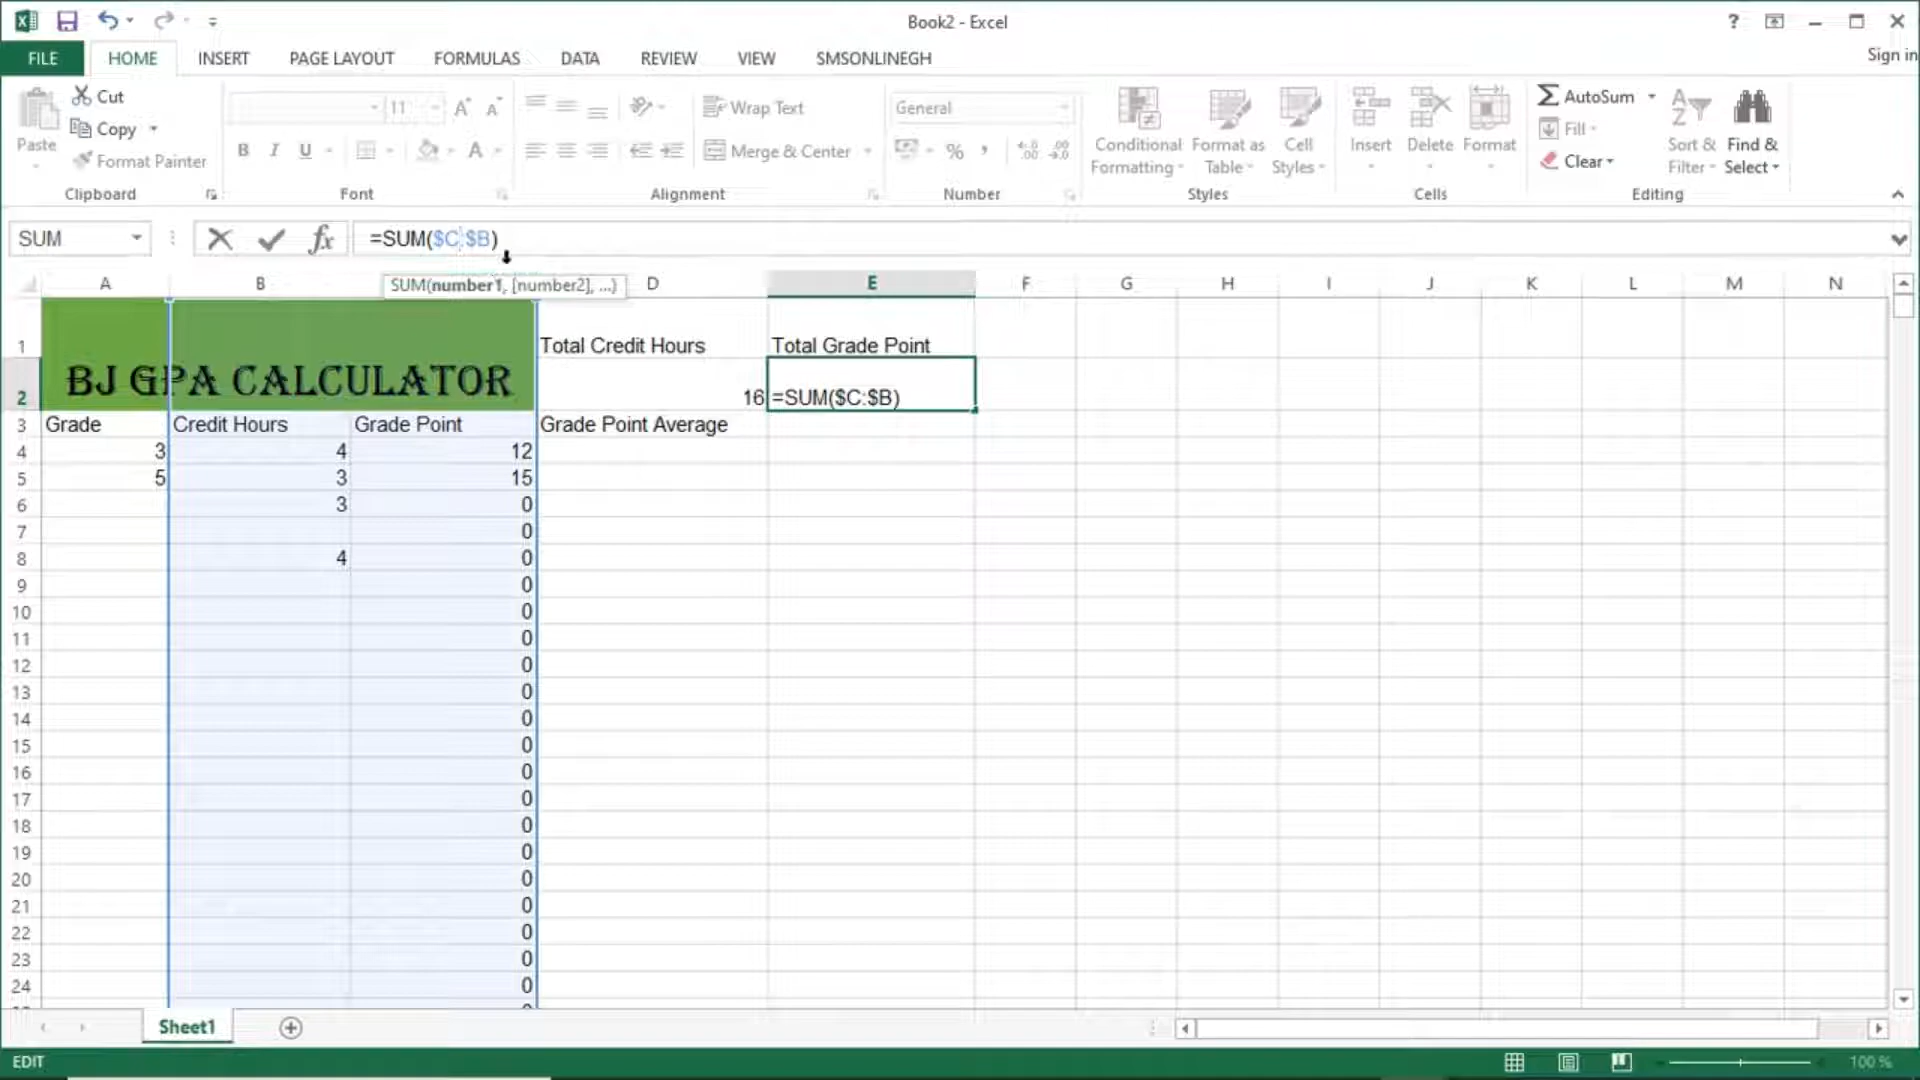 Book2 - Excel
?
Sign in
FILE HOME INSERT PAGE LAYOUT FORMULAS DATA REVIEW VIEW SMSONLINEGH
Paste
Cut
Copy
Format Painter
Clipboard
11
B I U
Font
Wrap Text
Merge & Center
Alignment
General
%
Number
Conditional
Formatting
Format as
Table
Cell
Styles
Styles
Insert
Delete
Format
Cells
AutoSum
Fill
Clear
Sort &
Filter
Find &
Select
Editing
SUM fx =SUM($C:$B)
SUM(number1, [number2], ...)
A B D E F G H I J K L M N
1 Total Credit Hours Total Grade Point
2 BJ GPA CALCULATOR 16 =SUM($C:$B)
3 Grade Credit Hours Grade Point Grade Point Average
4 3 4 12
5 5 3 15
6 3 0
7 0
8 4 0
9 0
10 0
11 0
12 0
13 0
14 0
15 0
16 0
17 0
18 0
19 0
20 0
21 0
22 0
23 0
24 0
Sheet1
EDIT
100 %